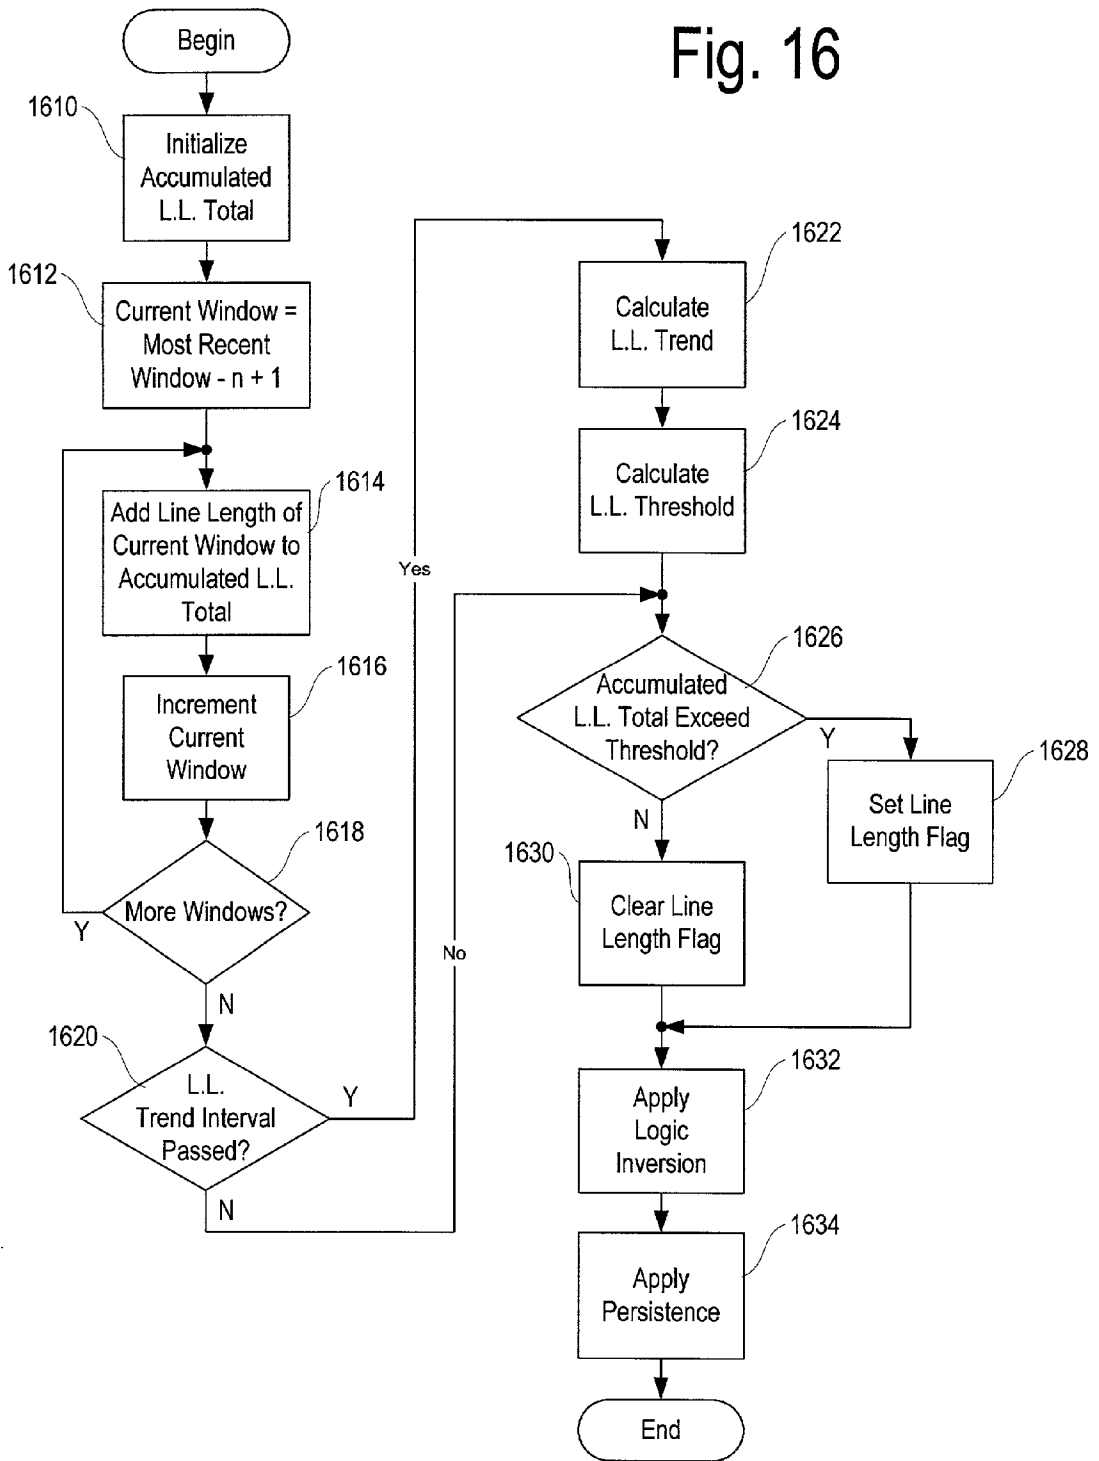 Fig. 16
Begin
1610
Initialize
Accumulated
L.L. Total
1612
Current Window =
Most Recent
Window - n + 1
1614
Add Line Length of
Current Window to
Accumulated L.L.
Total
1616
Increment
Current
Window
1618
More Windows?
Y
N
1620
L.L.
Trend Interval
Passed?
Y
N
Yes
No
1622
Calculate
L.L. Trend
1624
Calculate
L.L. Threshold
1626
Accumulated
L.L. Total Exceed
Threshold?
Y
N
1628
Set Line
Length Flag
1630
Clear Line
Length Flag
1632
Apply
Logic
Inversion
1634
Apply
Persistence
End